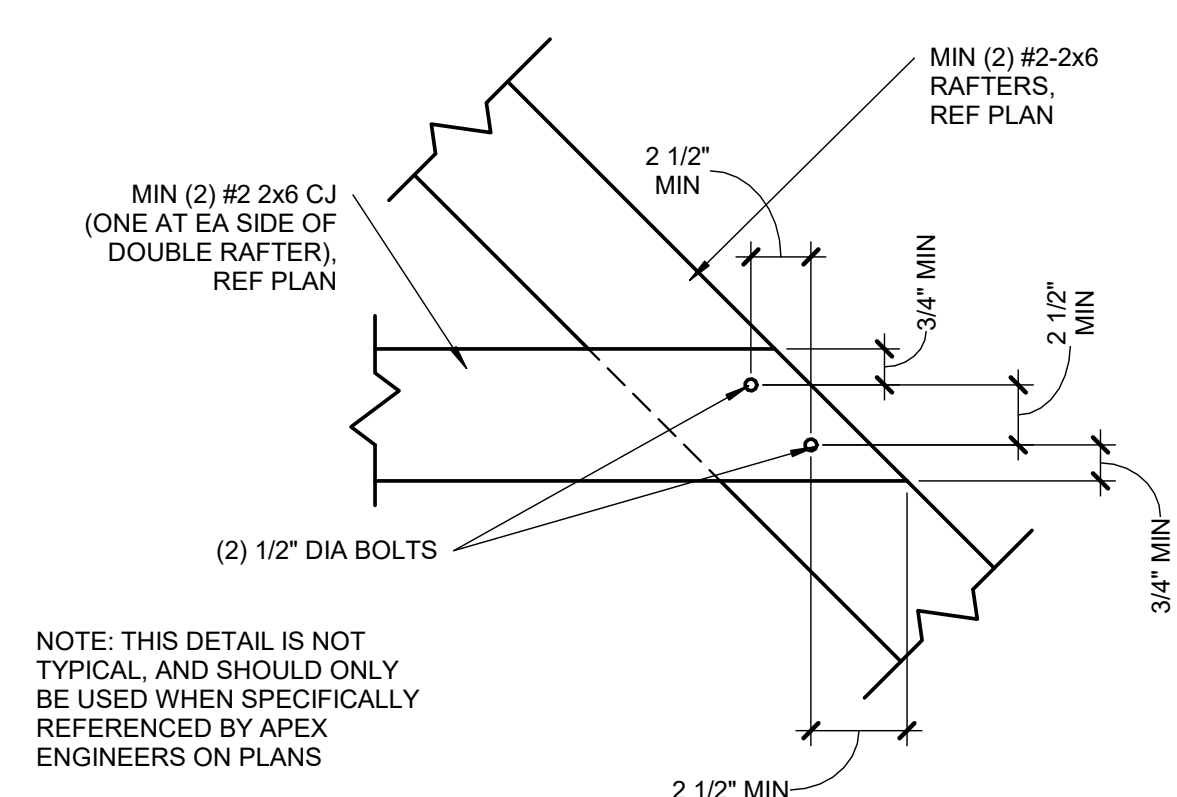 MIN (2) #2-2x6
RAFTERS,
REF PLAN
2 1/2"
MIN
MIN (2) #2 2x6 CJ
(ONE AT EA SIDE OF
DOUBLE RAFTER),
REF PLAN
3/4" MIN
2 1/2"
MIN
(2) 1/2" DIA BOLTS
3/4" MIN
NOTE: THIS DETAIL IS NOT
TYPICAL, AND SHOULD ONLY
BE USED WHEN SPECIFICALLY
REFERENCED BY APEX
ENGINEERS ON PLANS
2 1/2" MIN